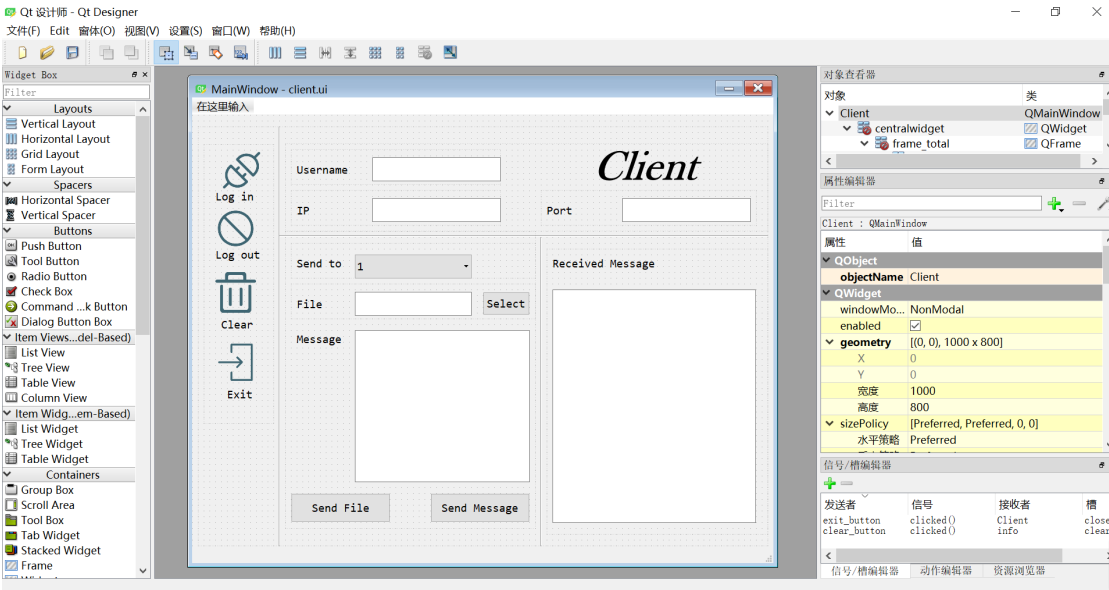 Qt 设计师 - Qt Designer
文件(F) Edit 窗体(O) 视图(V) 设置(S) 窗口(W) 帮助(H)
Widget Box
Filter
Layouts
Vertical Layout
Horizontal Layout
Grid Layout
Form Layout
Spacers
Horizontal Spacer
Vertical Spacer
Buttons
Push Button
Tool Button
Radio Button
Check Box
Command ...k Button
Dialog Button Box
Item Views...del-Based)
List View
Tree View
Table View
Column View
Item Widg...em-Based)
List Widget
Tree Widget
Table Widget
Containers
Group Box
Scroll Area
Tool Box
Tab Widget
Stacked Widget
Frame
MainWindow - client.ui
在这里输入
Log in
Log out
Clear
Exit
Username
Client
IP
Port
Send to 1
File
Select
Message
Send File
Send Message
Received Message
对象查看器
对象 类
Client QMainWindow
centralwidget QWidget
frame_total QFrame
属性编辑器
Filter
Client : QMainWindow
属性 值
QObject
objectName Client
QWidget
windowMo... NonModal
enabled
geometry [(0, 0), 1000 x 800]
X 0
Y 0
宽度 1000
高度 800
sizePolicy [Preferred, Preferred, 0, 0]
水平策略 Preferred
信号/槽编辑器
发送者 信号 接收者 槽
exit_button clicked() Client close
clear_button clicked() info clear
信号/槽编辑器 动作编辑器 资源浏览器